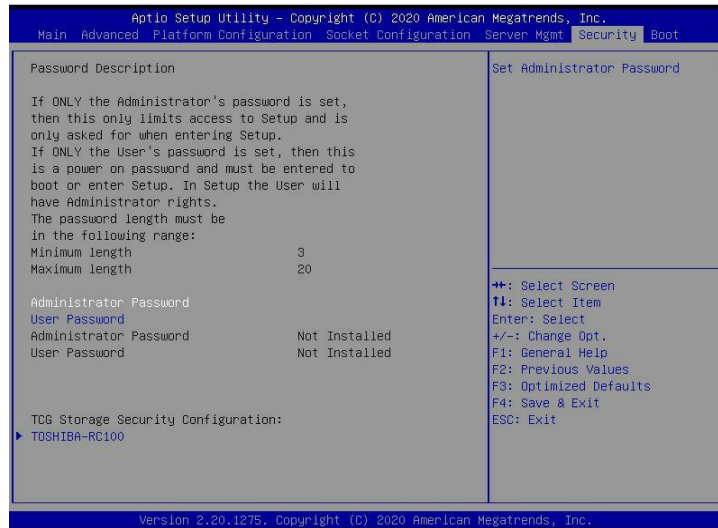 Aptio Setup Utility – Copyright (C) 2020 American Megatrends, Inc.
Main Advanced Platform Configuration Socket Configuration Server Mgmt Security Boot
Password Description
If ONLY the Administrator's password is set,
then this only limits access to Setup and is
only asked for when entering Setup.
If ONLY the User's password is set, then this
is a power on password and must be entered to
boot or enter Setup. In Setup the User will
have Administrator rights.
The password length must be
in the following range:
Minimum length 3
Maximum length 20
Administrator Password
User Password
Administrator Password Not Installed
User Password Not Installed
TCG Storage Security Configuration:
TOSHIBA-RC100
Set Administrator Password
→←: Select Screen
↑↓: Select Item
Enter: Select
+/-: Change Opt.
F1: General Help
F2: Previous Values
F3: Optimized Defaults
F4: Save & Exit
ESC: Exit
Version 2.20.1275. Copyright (C) 2020 American Megatrends, Inc.